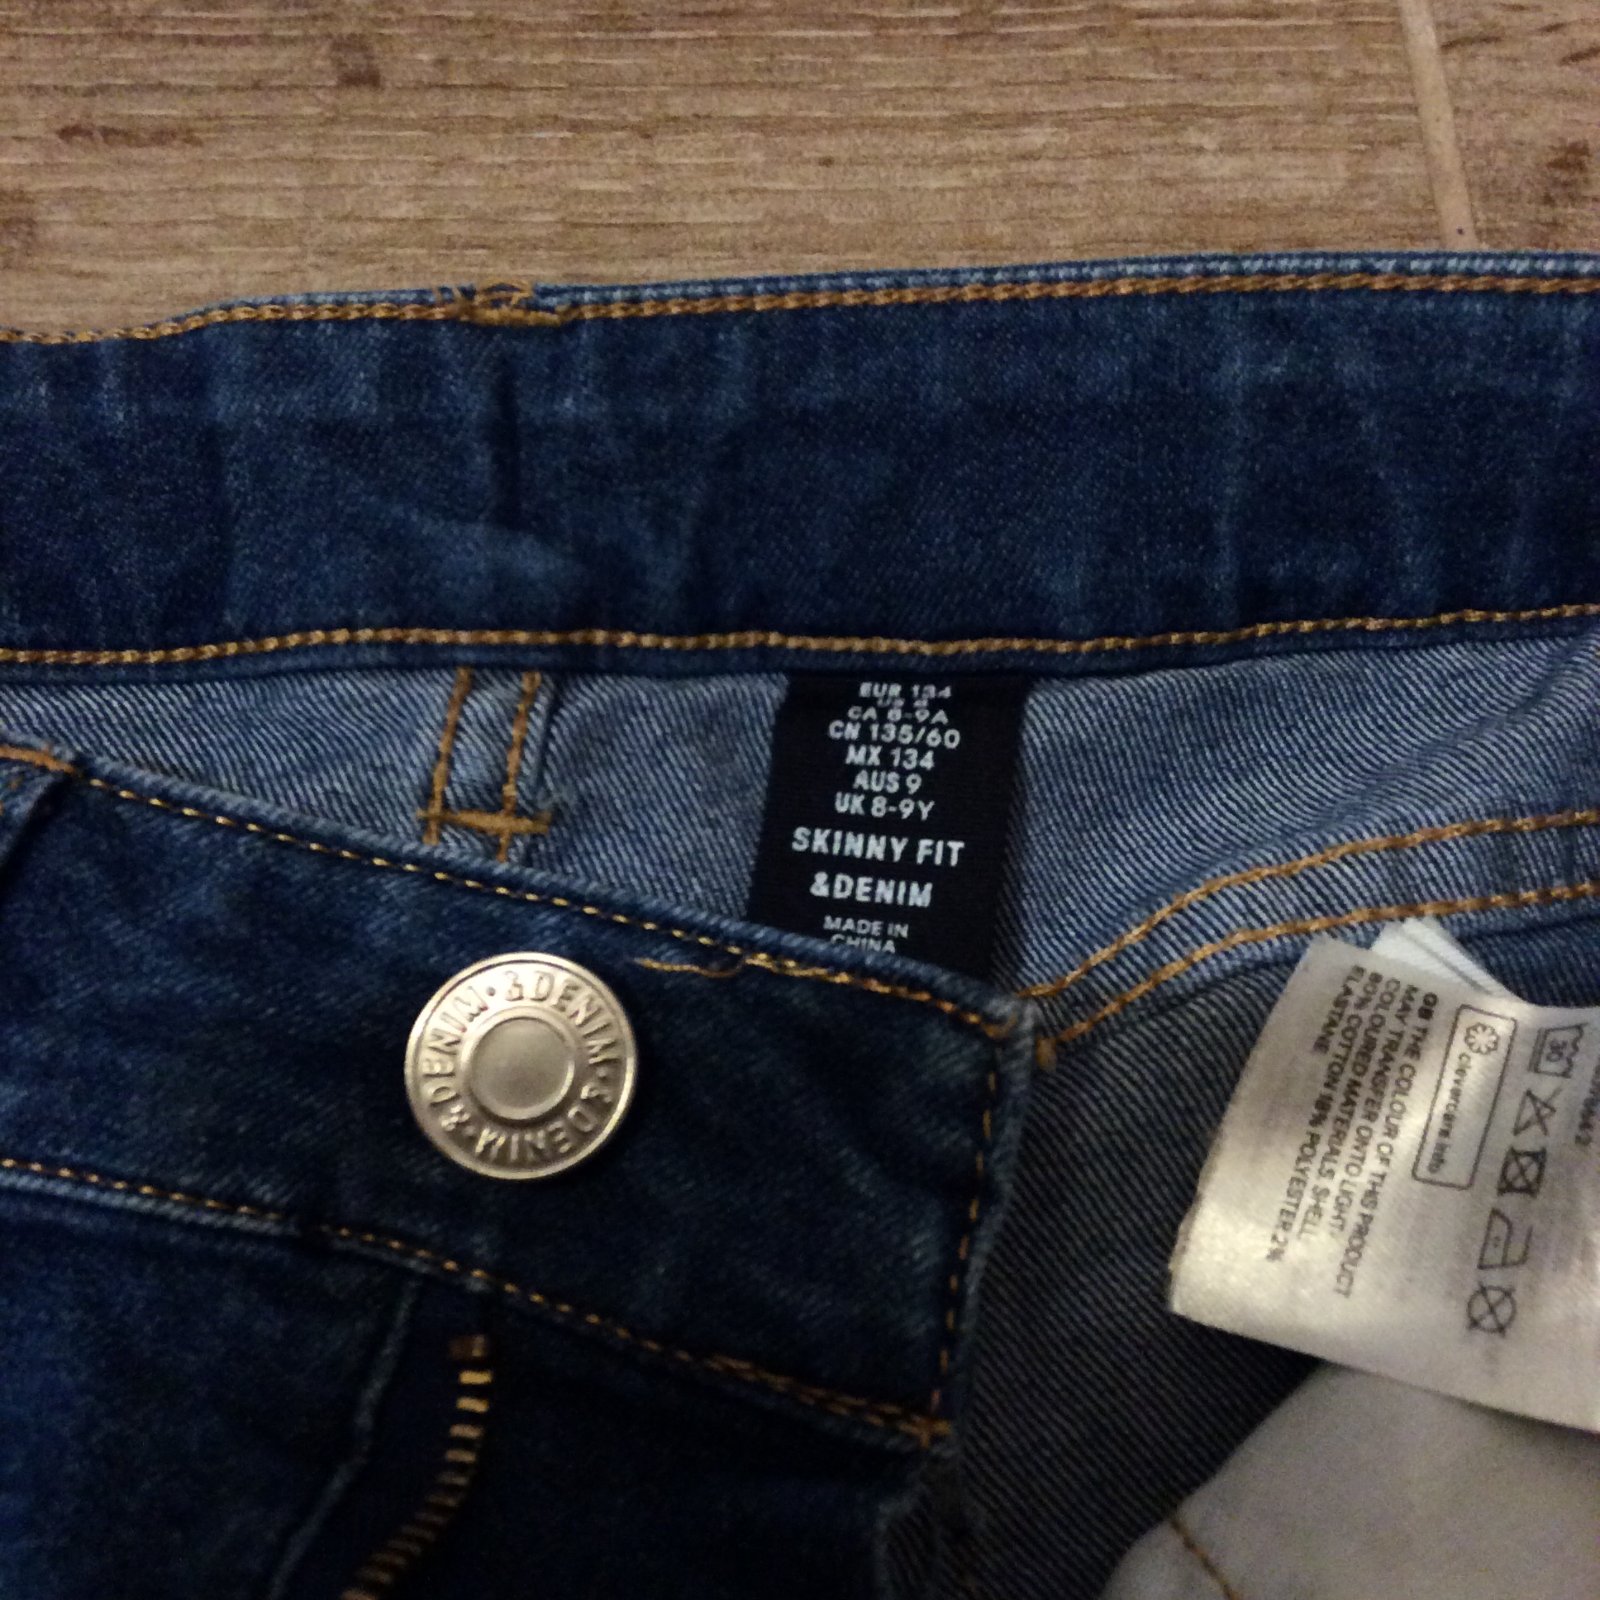 EUR 134
CA 8-9A
CN 135/60
MX 134
AUS 9
UK 8-9Y
SKINNY FIT
&DENIM
MADE IN
CHINA
&DENIM · &DENIM · &DENIM ·
30
clevercare.info
GB THE COLOUR OF THIS PRODUCT
MAY TRANSFER ONTO LIGHT
COLOURED MATERIALS. SHELL
80% COTTON 18% POLYESTER 2%
ELASTANE